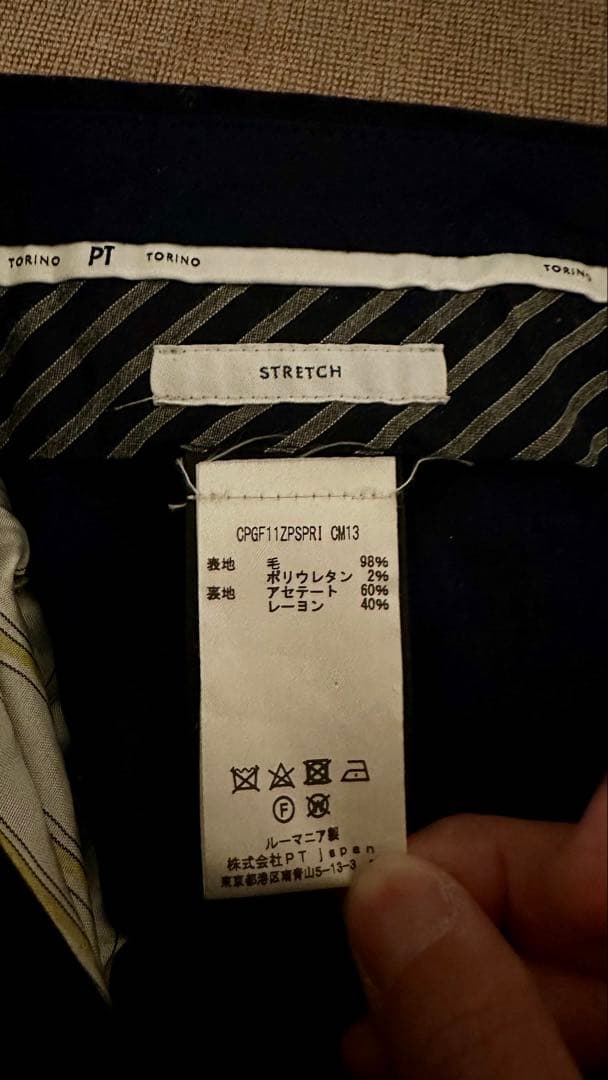 TORINO PT TORINO TORINO
STRETCH
CPGF11ZPSPRI CM13
表地 毛 98%
ポリウレタン 2%
裏地 アセテート 60%
レーヨン 40%
F W
ルーマニア製
株式会社PT japan
東京都港区南青山5-13-3